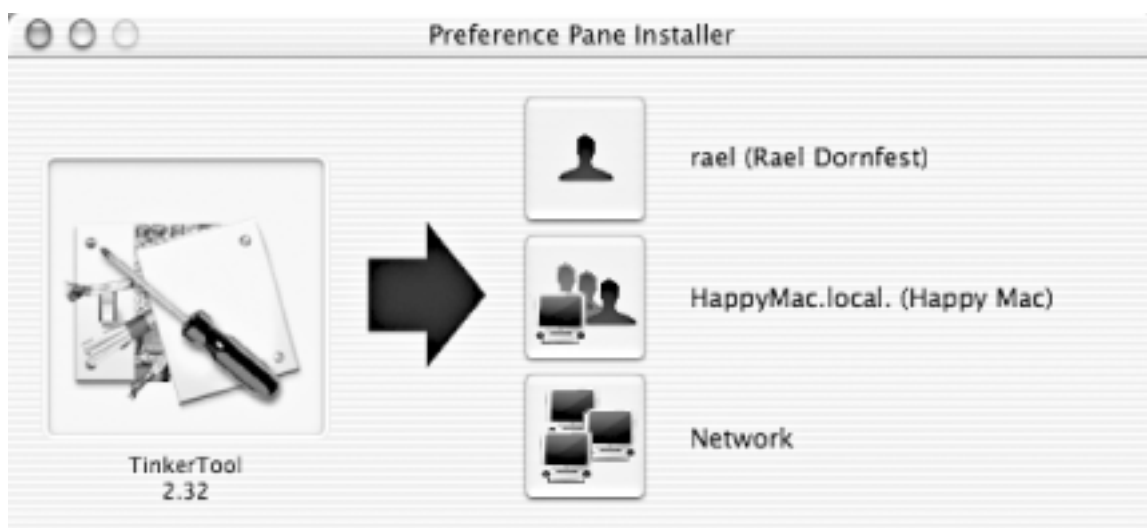 Preference Pane Installer
rael (Rael Dornfest)
HappyMac.local. (Happy Mac)
Network
TinkerTool
2.32